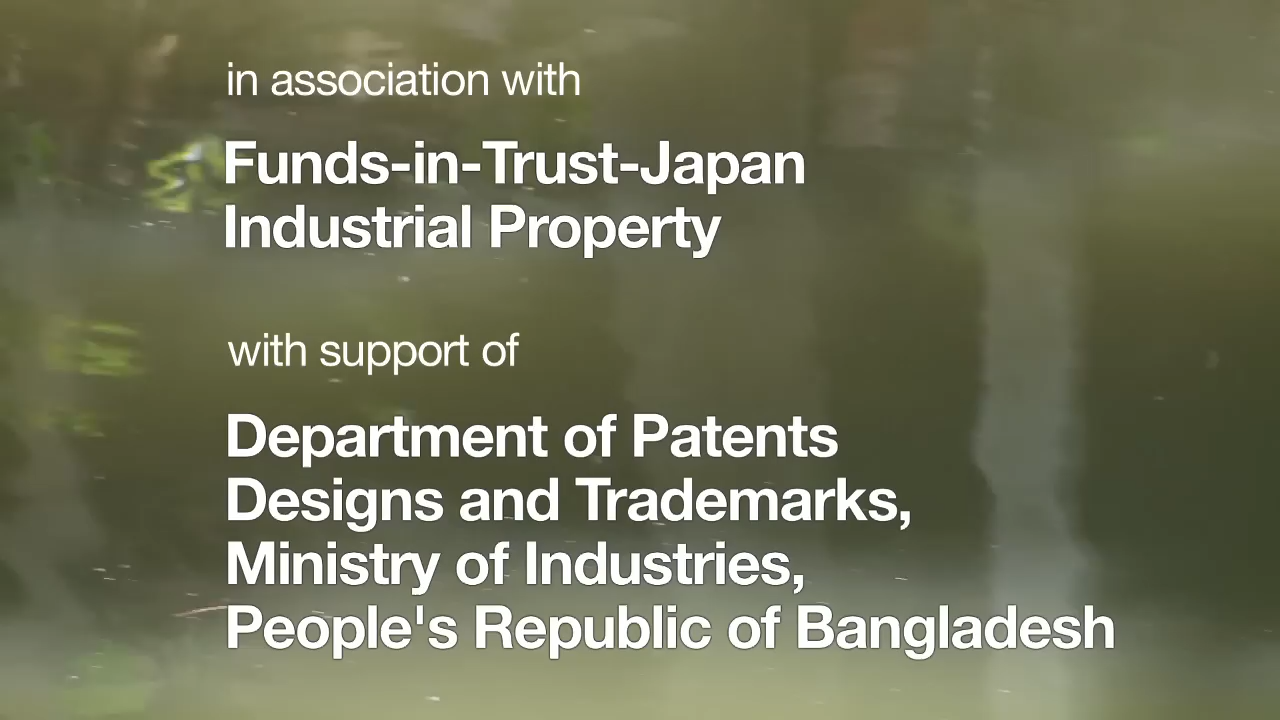 in association with
Funds-in-Trust-Japan
Industrial Property
with support of
Department of Patents
Designs and Trademarks,
Ministry of Industries,
People's Republic of Bangladesh